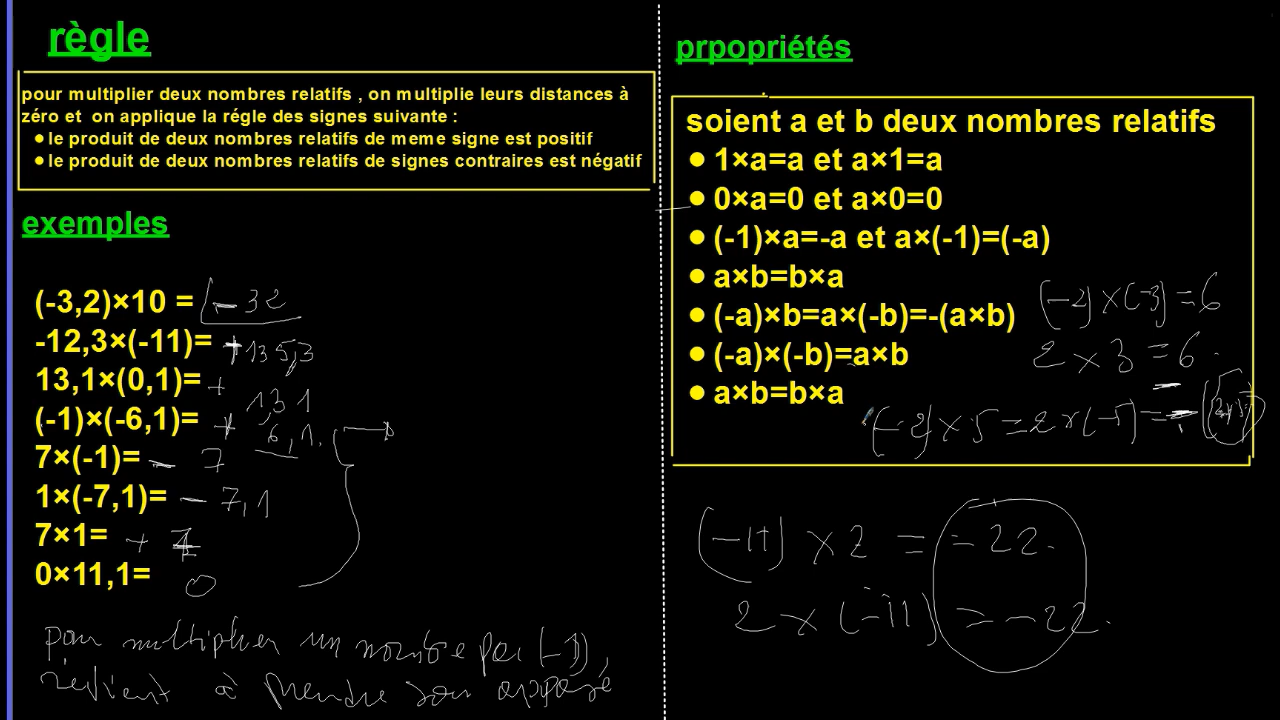 règle
pour multiplier deux nombres relatifs , on multiplie leurs distances à
zéro et on applique la régle des signes suivante :
● le produit de deux nombres relatifs de meme signe est positif
● le produit de deux nombres relatifs de signes contraires est négatif
exemples
(-3,2)×10 = (- 32
-12,3×(-11)= +135,3
13,1×(0,1)= + 1,31
(-1)×(-6,1)= + 6,1
7×(-1)= - 7
1×(-7,1)= - 7,1
7×1= + 7
0×11,1= 0
pour multiplier un nombre par (-1)
revient à prendre son opposé
prpopriétés
soient a et b deux nombres relatifs
● 1×a=a et a×1=a
● 0×a=0 et a×0=0
● (-1)×a=-a et a×(-1)=(-a)
● a×b=b×a
● (-a)×b=a×(-b)=-(a×b)
● (-a)×(-b)=a×b
● a×b=b×a
(-2)×(-3)=6
2×3=6
(-2)×5=2×(-5)=-(2×5)
(-11)×2=-22.
2×(-11)=-22.